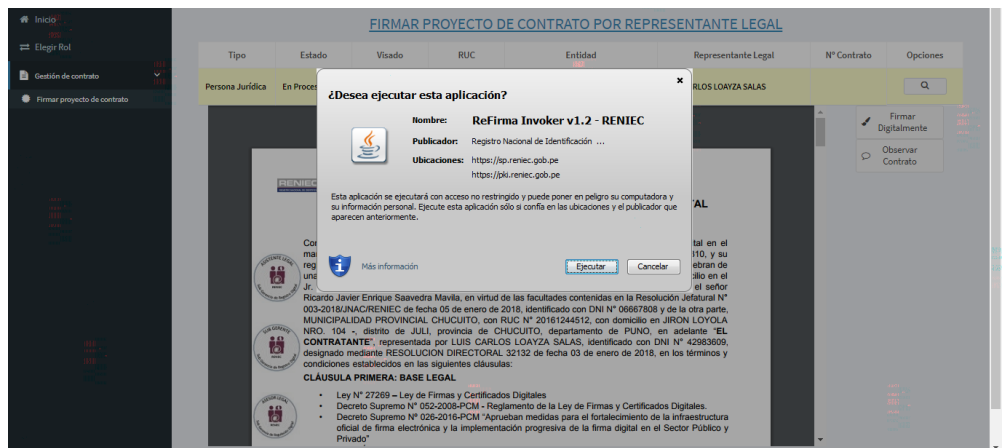 Inicio
Elegir Rol
Gestión de contrato
Firmar proyecto de contrato
FIRMAR PROYECTO DE CONTRATO POR REPRESENTANTE LEGAL
Tipo Estado Visado RUC Entidad Representante Legal N° Contrato Opciones
Persona Jurídica En Proces RLOS LOAYZA SALAS
Firmar
Digitalmente
Observar
Contrato
¿Desea ejecutar esta aplicación?
Nombre: ReFirma Invoker v1.2 - RENIEC
Publicador: Registro Nacional de Identificación ...
Ubicaciones: https://sp.reniec.gob.pe
https://pki.reniec.gob.pe
Esta aplicación se ejecutará con acceso no restringido y puede poner en peligro su computadora y
su información personal. Ejecute esta aplicación sólo si confía en las ubicaciones y el publicador que
aparecen anteriormente.
Más información
Ejecutar Cancelar
RENIEC
AL
Con tal en el
mar 310, y su
reg ebran de
una cilio en el
Jr. el señor
Ricardo Javier Enrique Saavedra Mavila, en virtud de las facultades contenidas en la Resolución Jefatural N°
003-2018/JNAC/RENIEC de fecha 05 de enero de 2018, identificado con DNI N° 06667808 y de la otra parte,
MUNICIPALIDAD PROVINCIAL CHUCUITO, con RUC N° 20161244512, con domicilio en JIRON LOYOLA
NRO. 104 -, distrito de JULI, provincia de CHUCUITO, departamento de PUNO, en adelante "EL
CONTRATANTE", representada por LUIS CARLOS LOAYZA SALAS, identificado con DNI N° 42983609,
designado mediante RESOLUCION DIRECTORAL 32132 de fecha 03 de enero de 2018, en los términos y
condiciones establecidos en las siguientes cláusulas:
CLÁUSULA PRIMERA: BASE LEGAL
• Ley N° 27269 – Ley de Firmas y Certificados Digitales
• Decreto Supremo N° 052-2008-PCM - Reglamento de la Ley de Firmas y Certificados Digitales.
• Decreto Supremo N° 026-2016-PCM "Aprueban medidas para el fortalecimiento de la infraestructura
oficial de firma electrónica y la implementación progresiva de la firma digital en el Sector Público y
Privado"